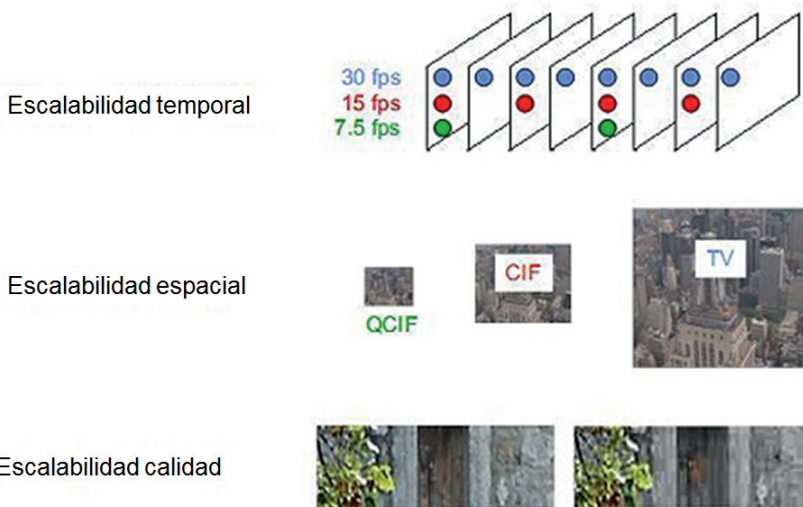 30 fps
Escalabilidad temporal
15 fps
7.5 fps
Escalabilidad espacial
QCIF
CIF
TV
Escalabilidad calidad